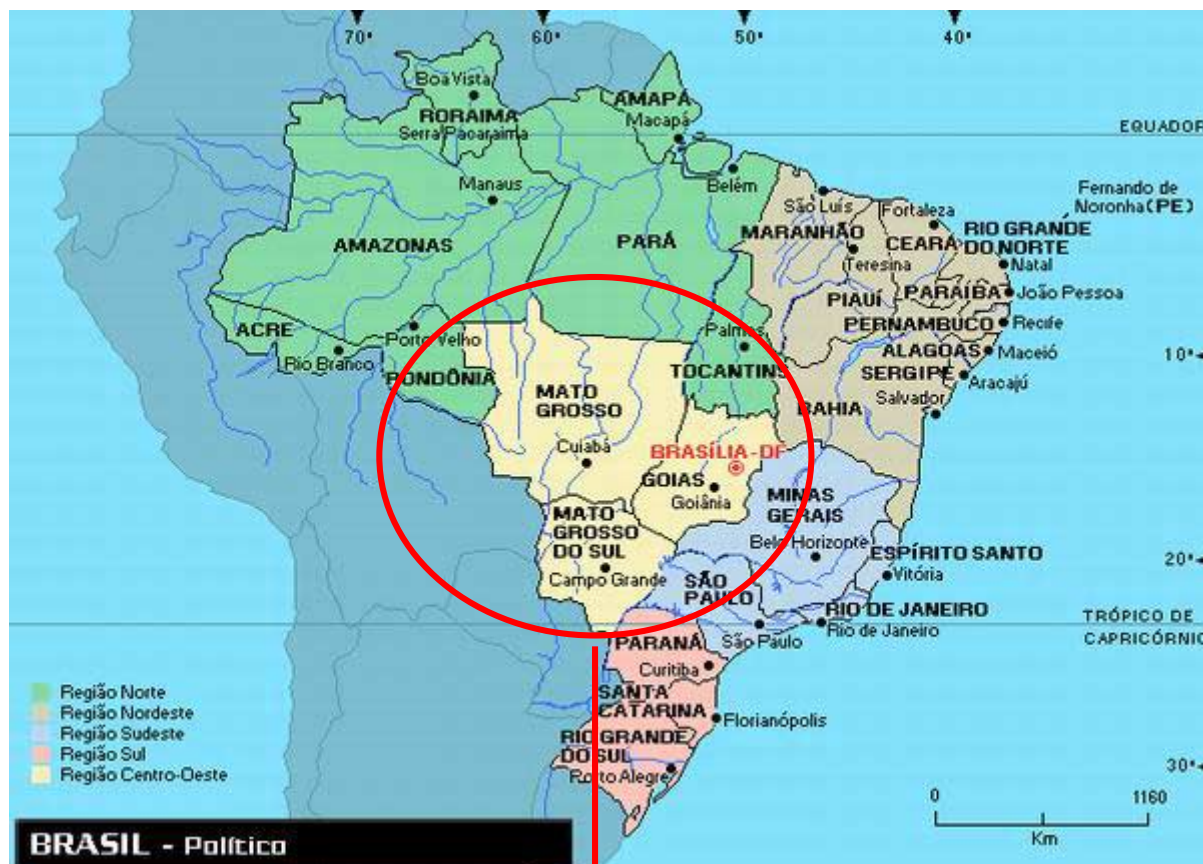 70°
60°
50°
40°
Boa Vista
RORAIMA
Serra Pacaraima
AMAPÁ
Macapá
EQUADOR
Manaus
Belém
São Luís
Fortaleza
Fernando de
Noronha(PE)
AMAZONAS
PARÁ
MARANHÃO
Teresina
CEARÁ
RIO GRANDE
DO NORTE
Natal
PIAUÍ
PARAÍBA
João Pessoa
ACRE
Rio Branco
Porto Velho
RONDÔNIA
Palmas
TOCANTINS
PERNAMBUCO
Recife
ALAGOAS
Maceió
10°
SERGIPE
Aracajú
Salvador
BAHIA
MATO
GROSSO
Cuiabá
BRASÍLIA-DF
GOIAS
Goiânia
MINAS
GERAIS
Belo Horizonte
MATO
GROSSO
DO SUL
Campo Grande
ESPÍRITO SANTO
Vitória
20°
SÃO
PAULO
São Paulo
RIO DE JANEIRO
Rio de Janeiro
TRÓPICO DE
CAPRICÓRNIO
PARANÁ
Curitiba
SANTA
CATARINA
Florianópolis
RIO GRANDE
DO SUL
Porto Alegre
30°
Região Norte
Região Nordeste
Região Sudeste
Região Sul
Região Centro-Oeste
0
1160
Km
BRASIL - Político